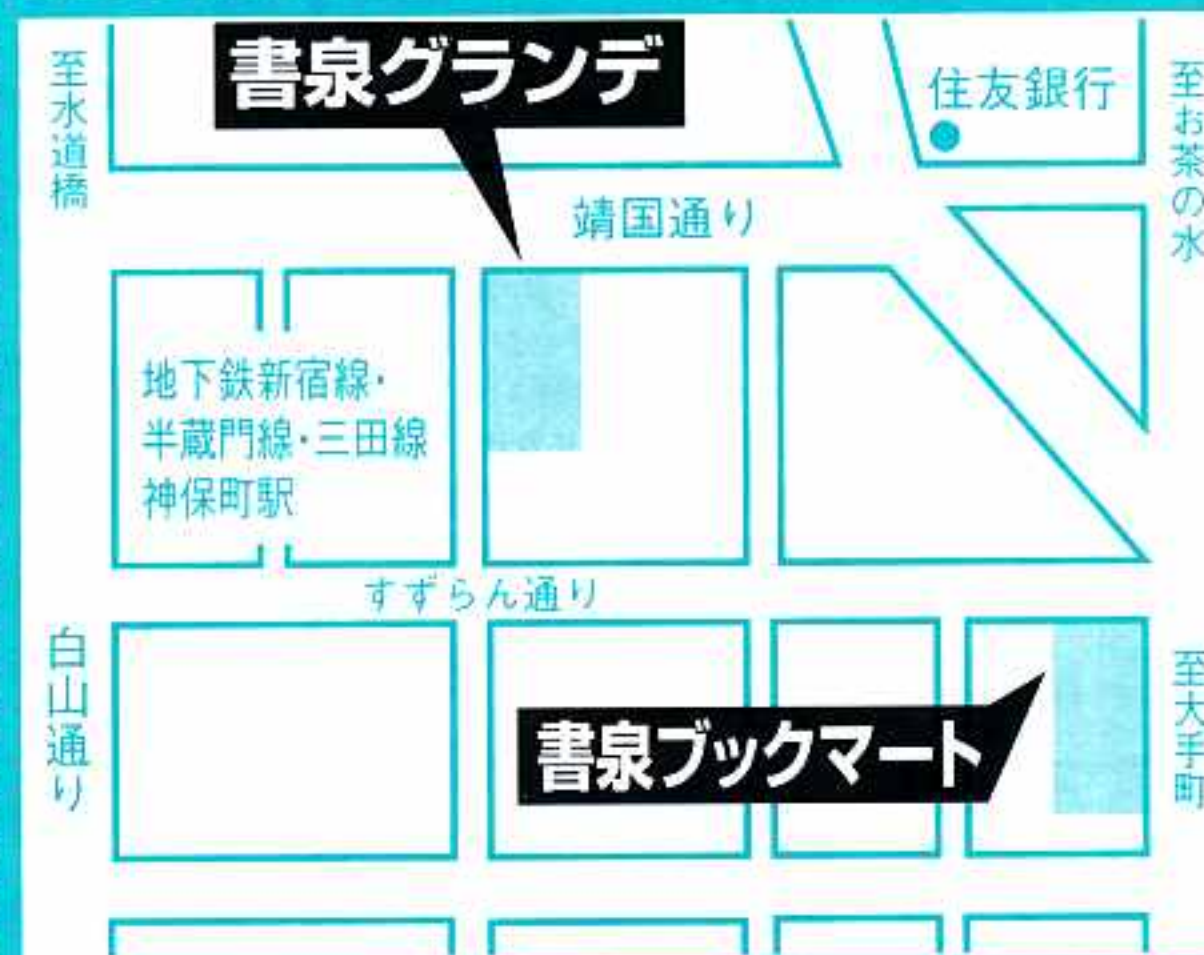 至水道橋
書泉グランデ
住友銀行
至お茶の水
靖国通り
地下鉄新宿線・
半蔵門線・三田線
神保町駅
すずらん通り
白山通り
書泉ブックマート
至大手町